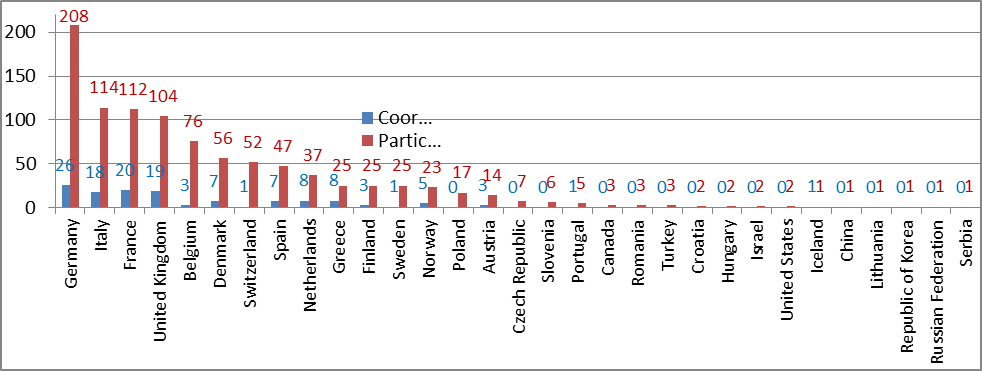 208
200
150
114 112 104
100
Coor...
Partic...
76
56 52 47 37 25 25 25 23 17 14 7 6 5 3 3 3 2 2 2 2 1 1 1 1 1 1
50
26 18 20 19 3 7 1 7 8 8 3 1 5 0 3 0 0 1 0 0 0 0 0 0 0 1 0 0 0 0 0
0
Germany
Italy
France
United Kingdom
Belgium
Denmark
Switzerland
Spain
Netherlands
Greece
Finland
Sweden
Norway
Poland
Austria
Czech Republic
Slovenia
Portugal
Canada
Romania
Turkey
Croatia
Hungary
Israel
United States
Iceland
China
Lithuania
Republic of Korea
Russian Federation
Serbia